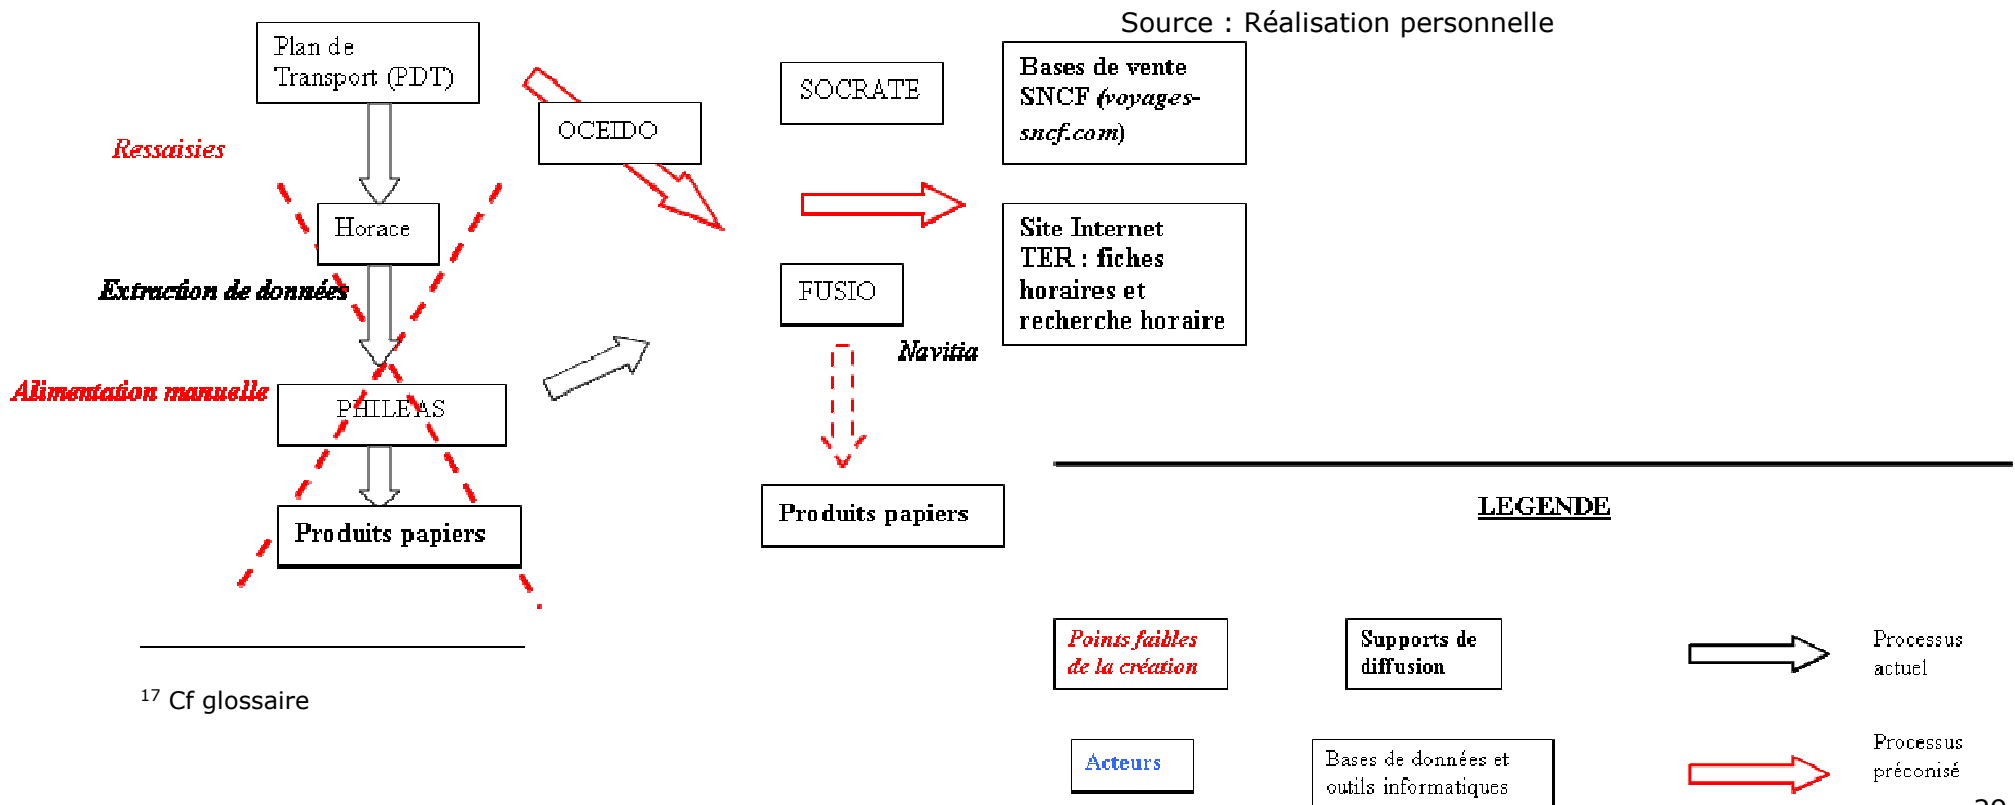 Source : Réalisation personnelle
Plan de
Transport (PDT)
Ressaisies
Horace
Extraction de données
Alimentation manuelle
PHILEAS
Produits papiers
OCEIDO
SOCRATE
FUSIO
Navitia
Produits papiers
Bases de vente
SNCF (voyages-
sncf.com)
Site Internet
TER : fiches
horaires et
recherche horaire
17 Cf glossaire
LEGENDE
Points faibles
de la création
Supports de
diffusion
Processus
actuel
Acteurs
Bases de données et
outils informatiques
Processus
préconisé